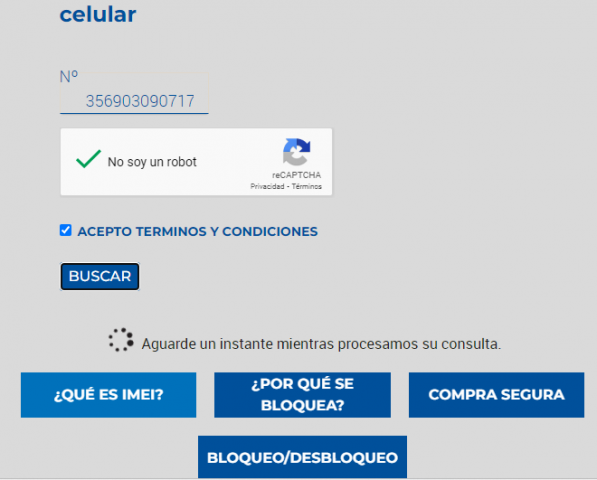 celular
Nº
356903090717
No soy un robot
reCAPTCHA
Privacidad - Términos
ACEPTO TERMINOS Y CONDICIONES
BUSCAR
Aguarde un instante mientras procesamos su consulta.
¿QUÉ ES IMEI?
¿POR QUÉ SE
BLOQUEA?
COMPRA SEGURA
BLOQUEO/DESBLOQUEO